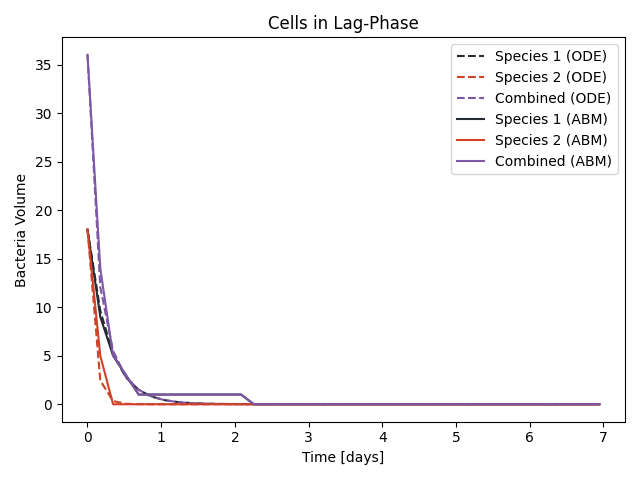 Cells in Lag-Phase
Species 1 (ODE)
Species 2 (ODE)
Combined (ODE)
Species 1 (ABM)
Species 2 (ABM)
Combined (ABM)
Bacteria Volume
35
30
25
20
15
10
5
0
0 1 2 3 4 5 6 7
Time [days]